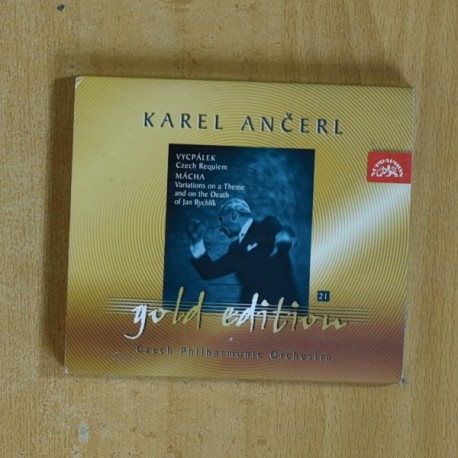 KAREL ANČERL
VYCPÁLEK
Czech Requiem
MÁCHA
Variations on a Theme
and on the Death
of Jan Rychlík
SUPRAPHON
21
gold edition
Czech Philharmonic Orchestra